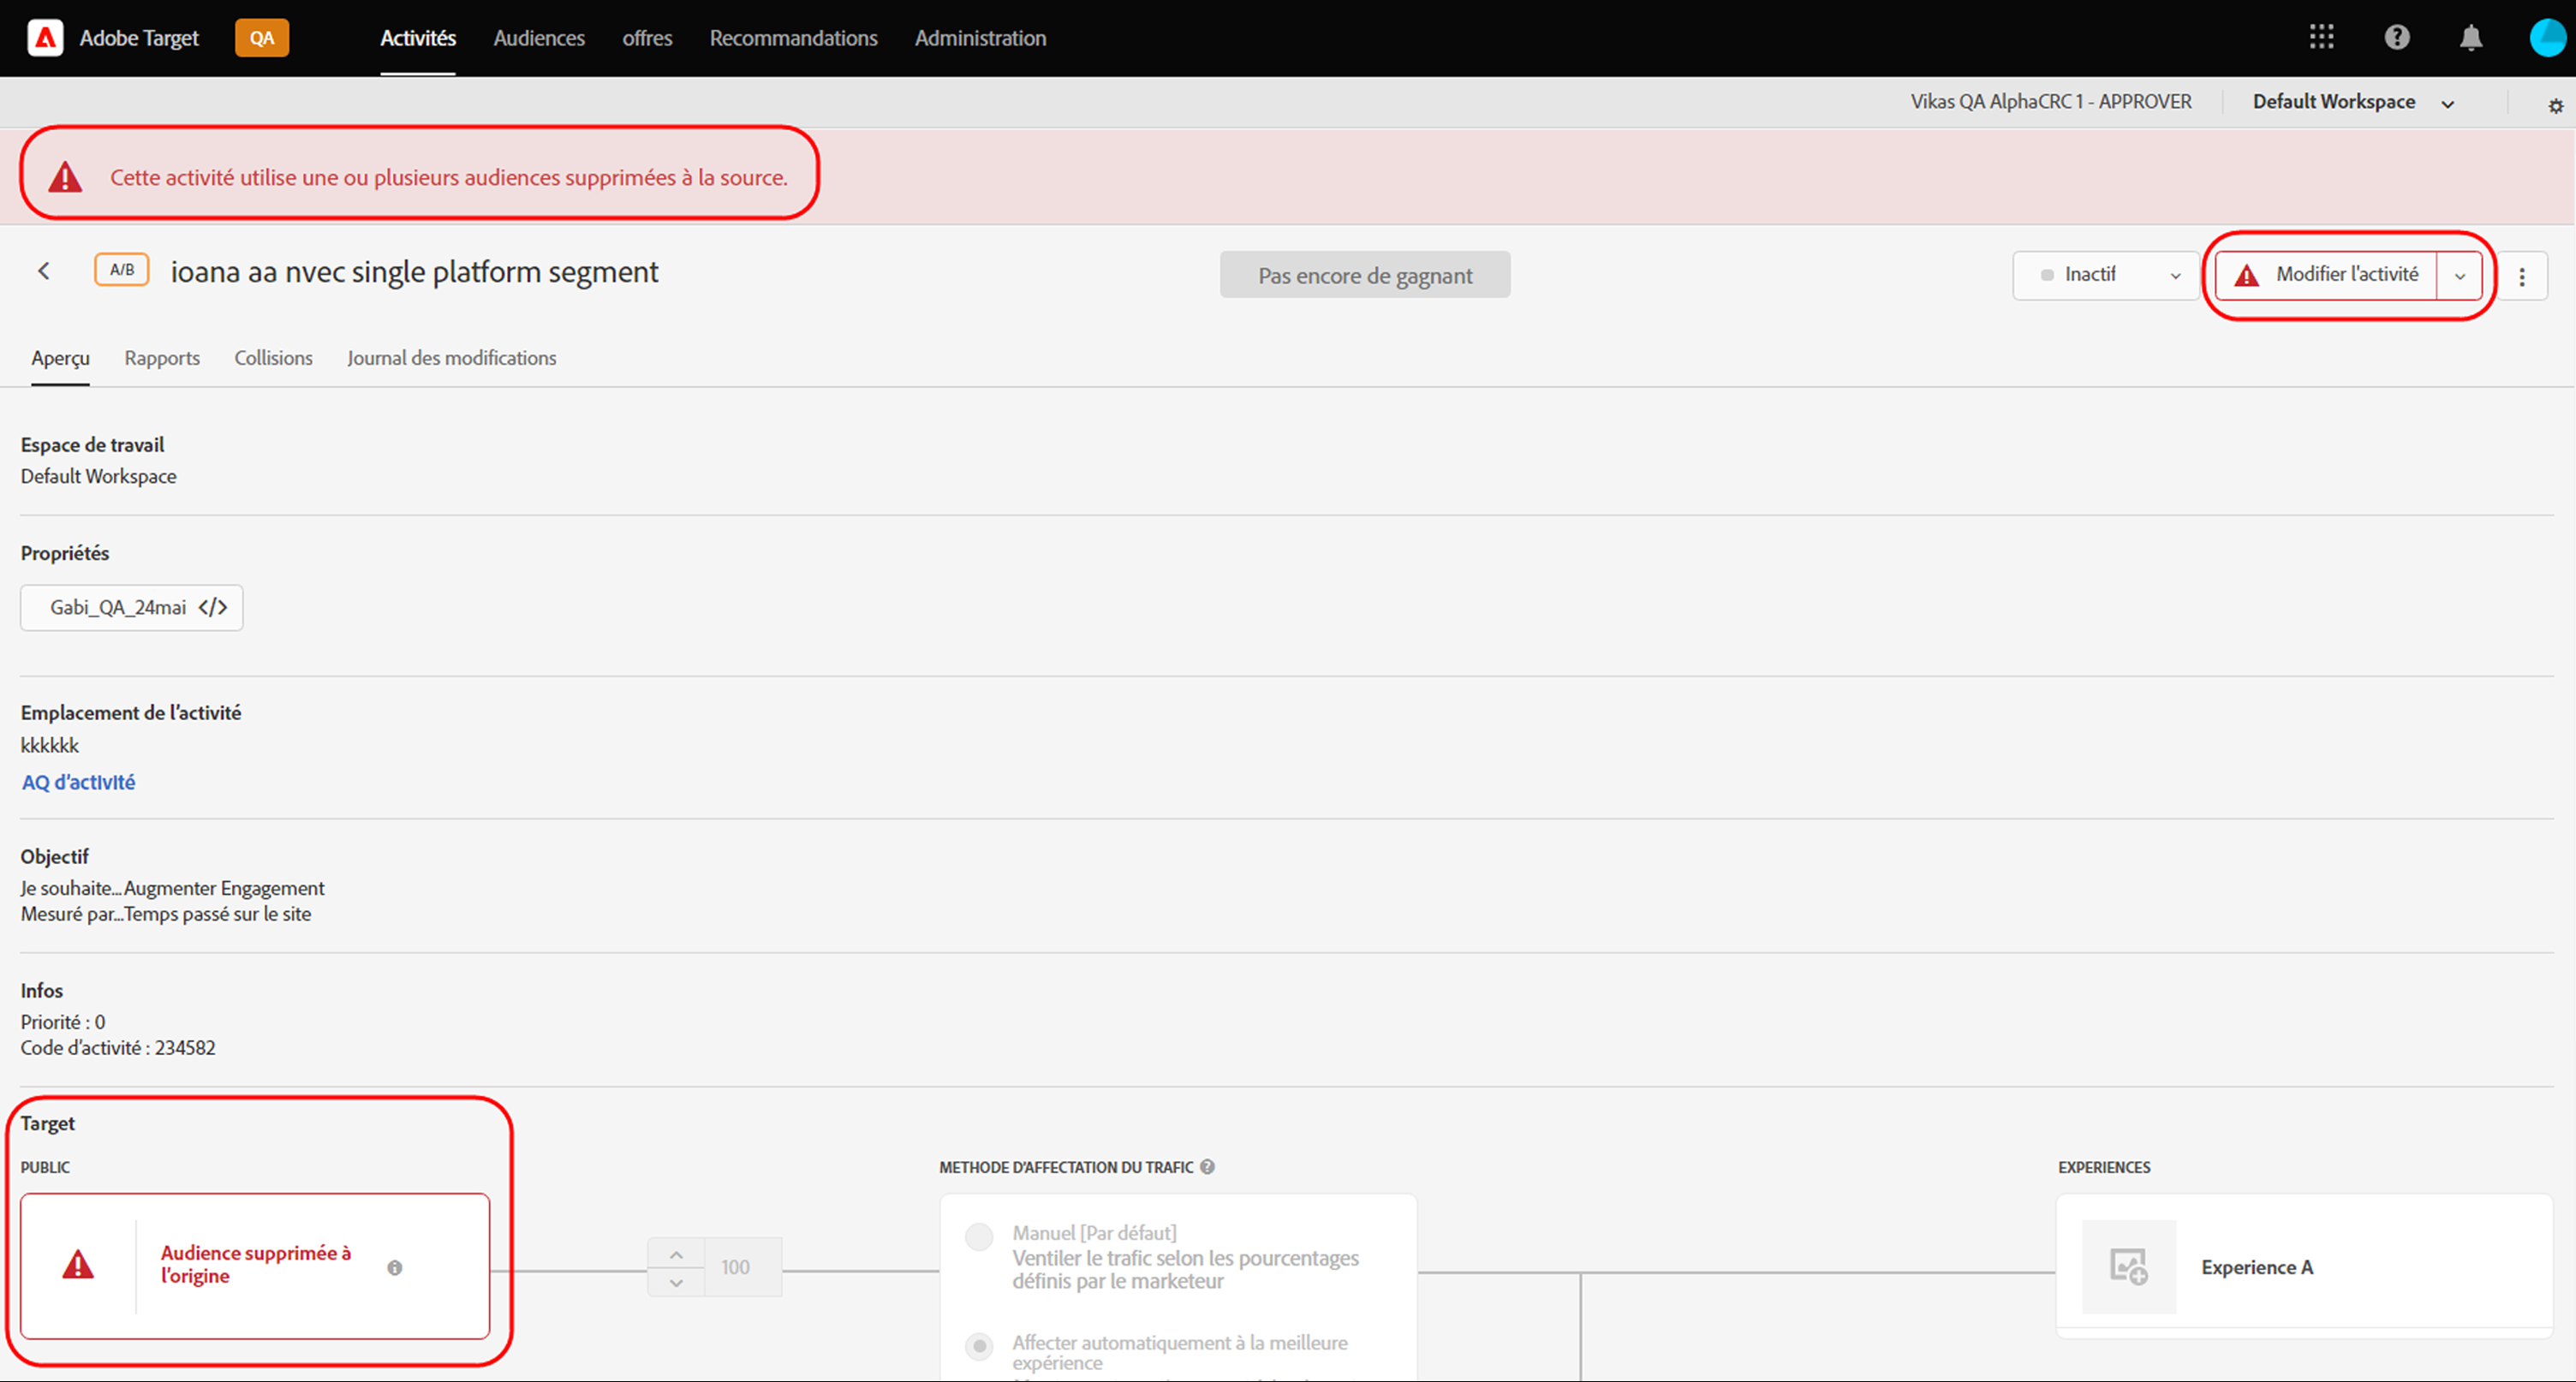 Adobe Target QA Activités Audiences offres Recommandations Administration
Vikas QA AlphaCRC 1 - APPROVER Default Workspace
Cette activité utilise une ou plusieurs audiences supprimées à la source.
A/B ioana aa nvec single platform segment Pas encore de gagnant Inactif Modifier l'activité
Aperçu Rapports Collisions Journal des modifications
Espace de travail
Default Workspace
Propriétés
Gabi_QA_24mai </>
Emplacement de l'activité
kkkkkk
AQ d'activité
Objectif
Je souhaite...Augmenter Engagement
Mesuré par...Temps passé sur le site
Infos
Priorité : 0
Code d'activité : 234582
Target
PUBLIC METHODE D'AFFECTATION DU TRAFIC EXPERIENCES
Audience supprimée à
l'origine
100
Manuel [Par défaut]
Ventiler le trafic selon les pourcentages
définis par le marketeur
Experience A
Affecter automatiquement à la meilleure
expérience